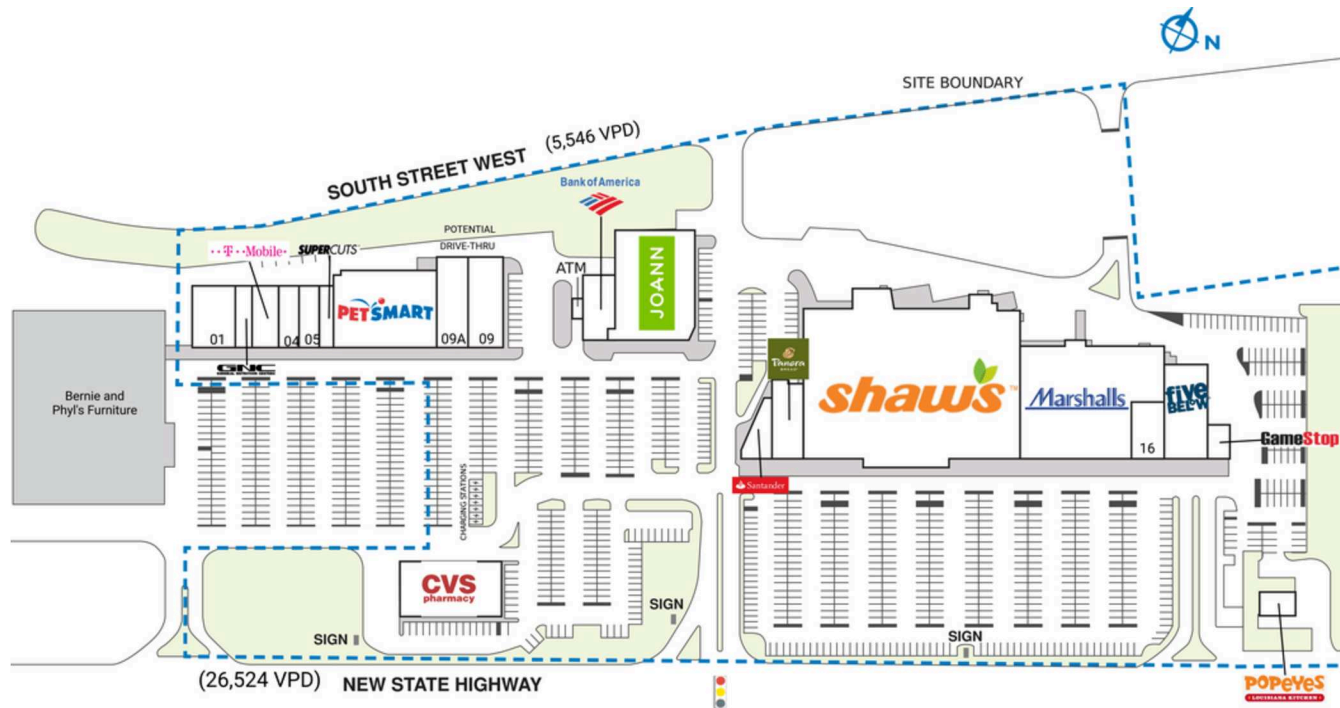 N
SITE BOUNDARY
SOUTH STREET WEST (5,546 VPD)
Bank of America
T Mobile
SUPERCUTS
POTENTIAL
DRIVE-THRU
ATM
JOANN
PETSMART
01
04
05
09A
09
GNC
Bernie and
Phyl's Furniture
Panera
BREAD
shaw's
Marshalls
five
BELOW
16
GameStop
Santander
CHARGING STATIONS
CVS
pharmacy
SIGN
SIGN
SIGN
(26,524 VPD) NEW STATE HIGHWAY
POPEYES
LOUISIANA KITCHEN